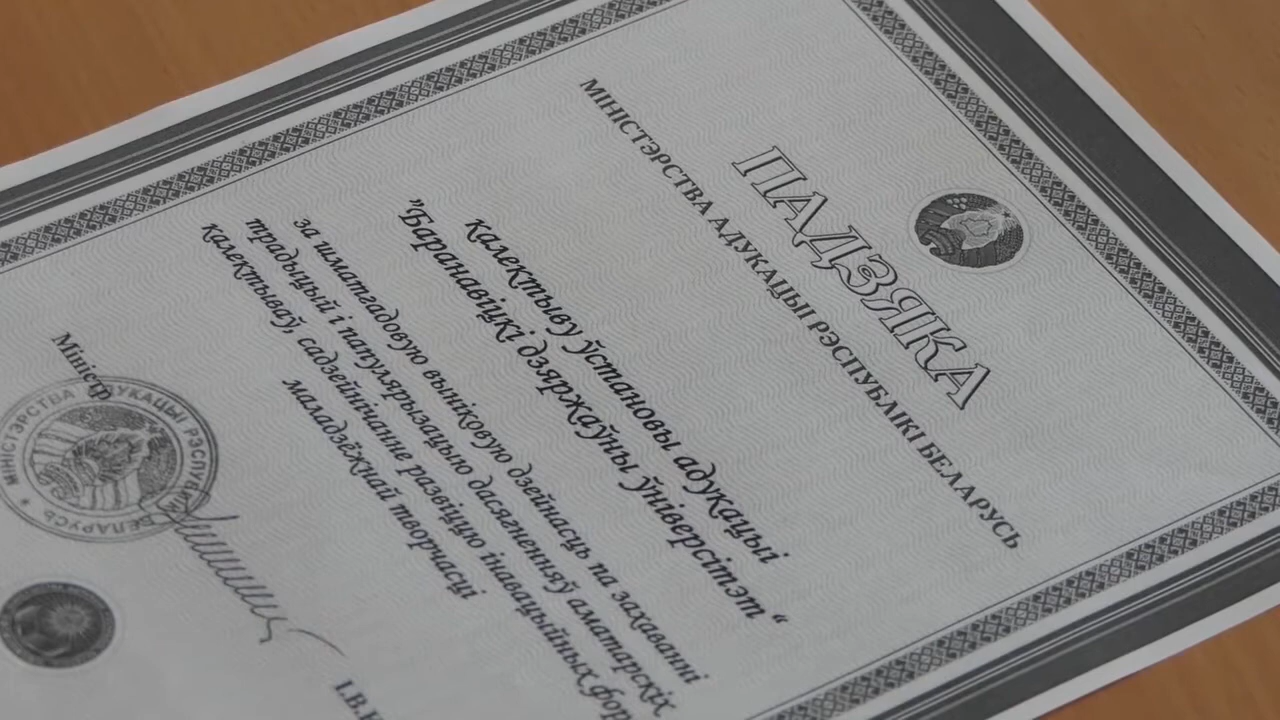 ПАДЗЯКА
МІНІСТЭРСТВА АДУКАЦЫІ РЭСПУБЛІКІ БЕЛАРУСЬ
калектыву ўстановы адукацыі
"Баранавіцкі дзяржаўны ўніверсітэт“
за шматгадовую выніковую дзейнасць па захаванні
традыцый і папулярызацыю дасягненняў аматарскіх
калектываў, садзейнічанне развіццю інавацыйных фор
маладзёжнай творчасці
Міністр
МІНІСТЭРСТВА АДУКАЦЫІ РЭСПУБЛІКІ БЕЛАРУСЬ
І.В.